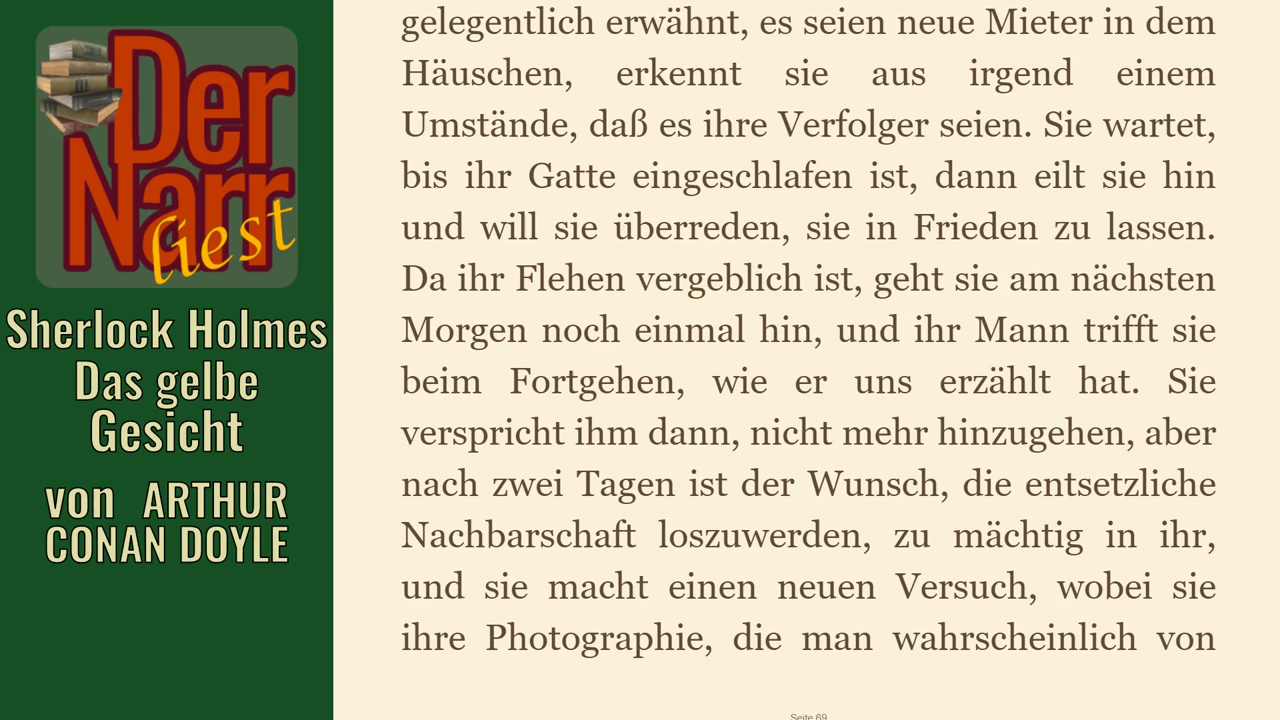 Der
Narr
liest
Sherlock Holmes
Das gelbe
Gesicht
von ARTHUR
CONAN DOYLE
gelegentlich erwähnt, es seien neue Mieter in dem
Häuschen, erkennt sie aus irgend einem
Umstände, daß es ihre Verfolger seien. Sie wartet,
bis ihr Gatte eingeschlafen ist, dann eilt sie hin
und will sie überreden, sie in Frieden zu lassen.
Da ihr Flehen vergeblich ist, geht sie am nächsten
Morgen noch einmal hin, und ihr Mann trifft sie
beim Fortgehen, wie er uns erzählt hat. Sie
verspricht ihm dann, nicht mehr hinzugehen, aber
nach zwei Tagen ist der Wunsch, die entsetzliche
Nachbarschaft loszuwerden, zu mächtig in ihr,
und sie macht einen neuen Versuch, wobei sie
ihre Photographie, die man wahrscheinlich von
Seite 69